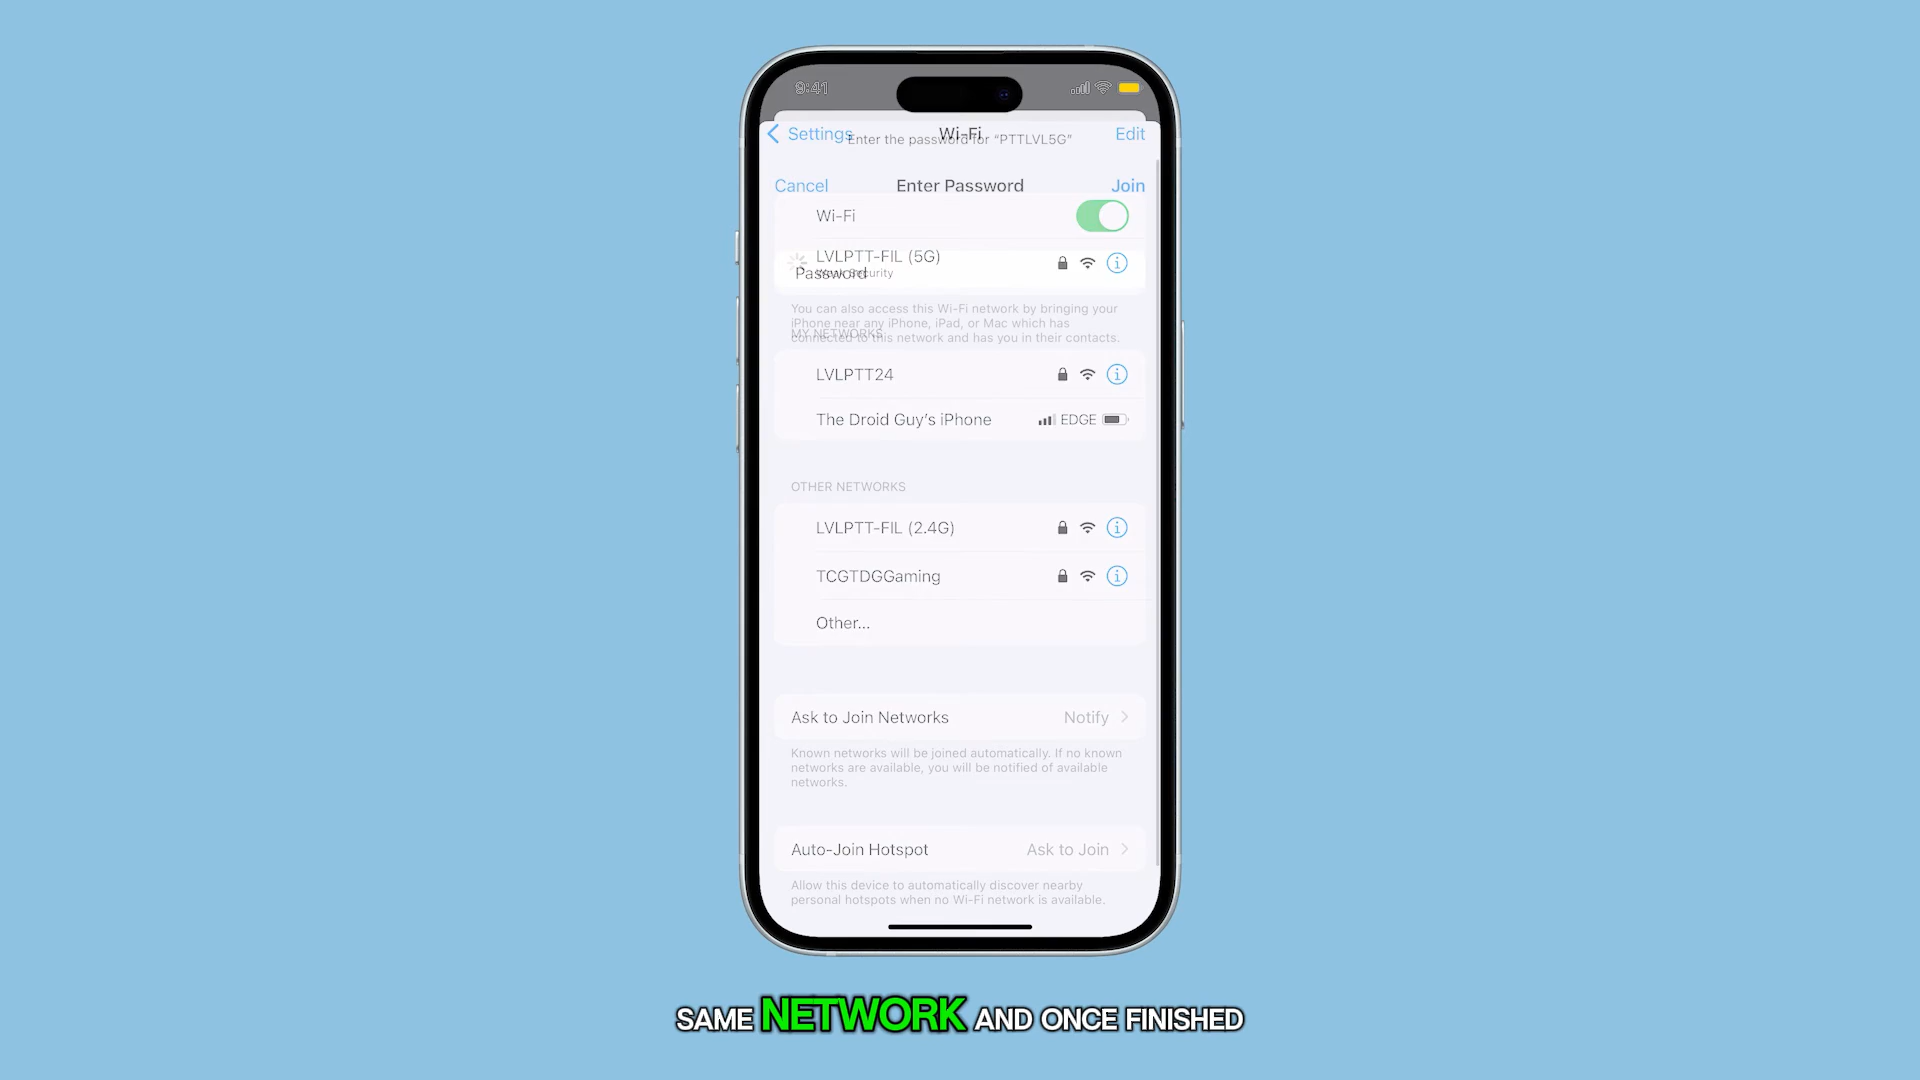 9:41
Settings
Wi-Fi
Edit
Enter the password for “PTTLVL5G”
Cancel
Enter Password
Join
Wi-Fi
LVLPTT-FIL (5G)
Weak Security
Password
You can also access this Wi-Fi network by bringing your
iPhone near any iPhone, iPad, or Mac which has
connected to this network and has you in their contacts.
MY NETWORKS
LVLPTT24
The Droid Guy’s iPhone
EDGE
OTHER NETWORKS
LVLPTT-FIL (2.4G)
TCGTDGGaming
Other...
Ask to Join Networks
Notify
Known networks will be joined automatically. If no known
networks are available, you will be notified of available
networks.
Auto-Join Hotspot
Ask to Join
Allow this device to automatically discover nearby
personal hotspots when no Wi-Fi network is available.
SAME NETWORK AND ONCE FINISHED